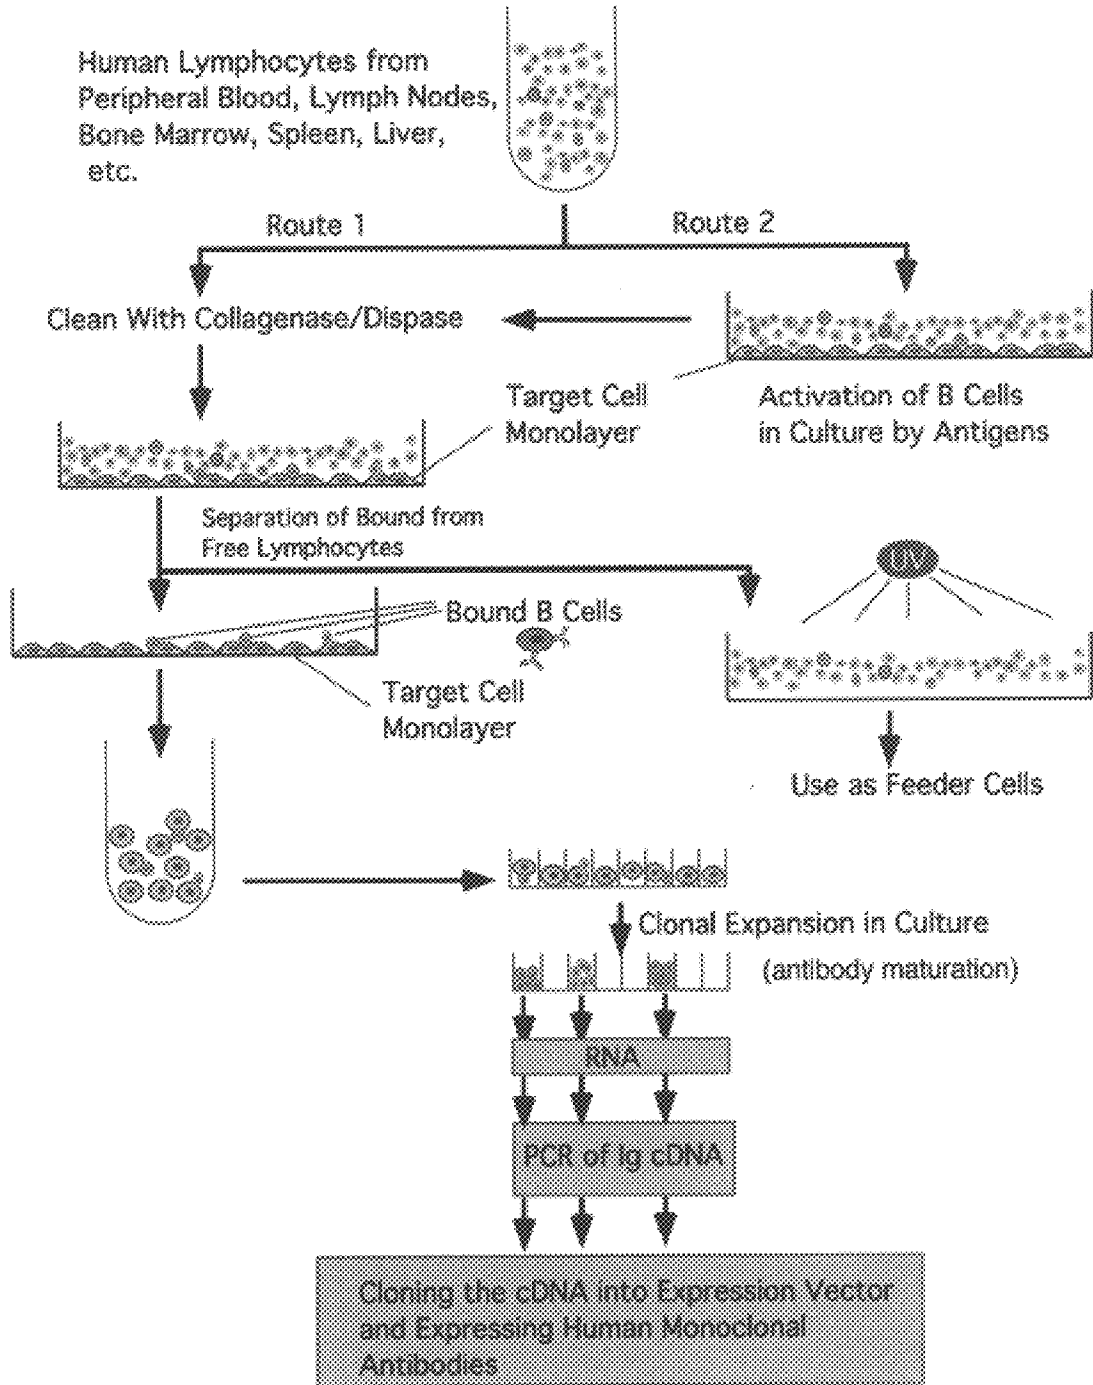 Human Lymphocytes from
Peripheral Blood, Lymph Nodes,
Bone Marrow, Spleen, Liver,
etc.
Route 1
Route 2
Clean With Collagenase/Dispase
Target Cell
Monolayer
Activation of B Cells
in Culture by Antigens
Separation of Bound from
Free Lymphocytes
UV
Bound B Cells
Target Cell
Monolayer
Use as Feeder Cells
Clonal Expansion in Culture
(antibody maturation)
RNA
PCR of Ig cDNA
Cloning the cDNA into Expression Vector
and Expressing Human Monoclonal
Antibodies